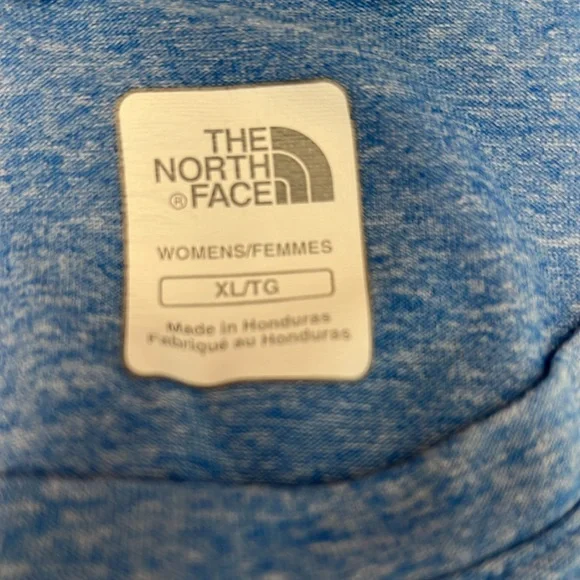 THE
NORTH
® FACE
WOMENS/FEMMES
XL/TG
Made in Honduras
Fabriqué au Honduras